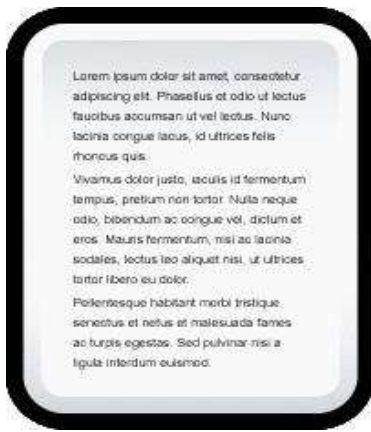 Lorem ipsum dolor sit amet, consectetur
adipiscing elit. Phasellus et odio ut lectus
faucibus accumsan ut vel lectus. Nunc
lacinia congue lacus, id ultrices felis
rhoncus quis.
Vivamus dolor justo, iaculis id fermentum
tempus, pretium non tortor. Nulla neque
odio, bibendum ac congue vel, dictum et
eros. Mauris fermentum, nisi ac lacinia
sodales, lectus leo aliquet nisi, ut ultrices
tortor libero eu dolor.
Pellentesque habitant morbi tristique
senectus et netus et malesuada fames
ac turpis egestas. Sed pulvinar nisi a
ligula interdum euismod.